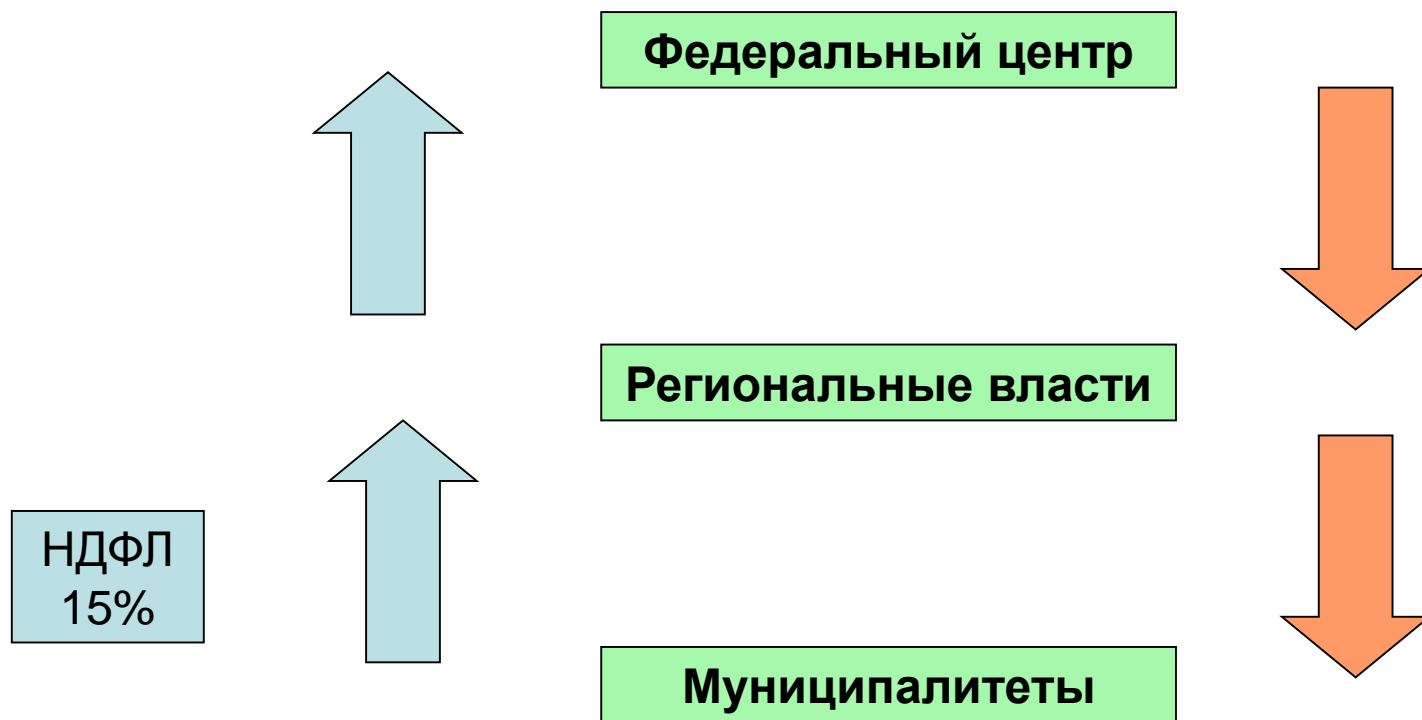 Федеральный центр
Региональные власти
НДФЛ
15%
Муниципалитеты